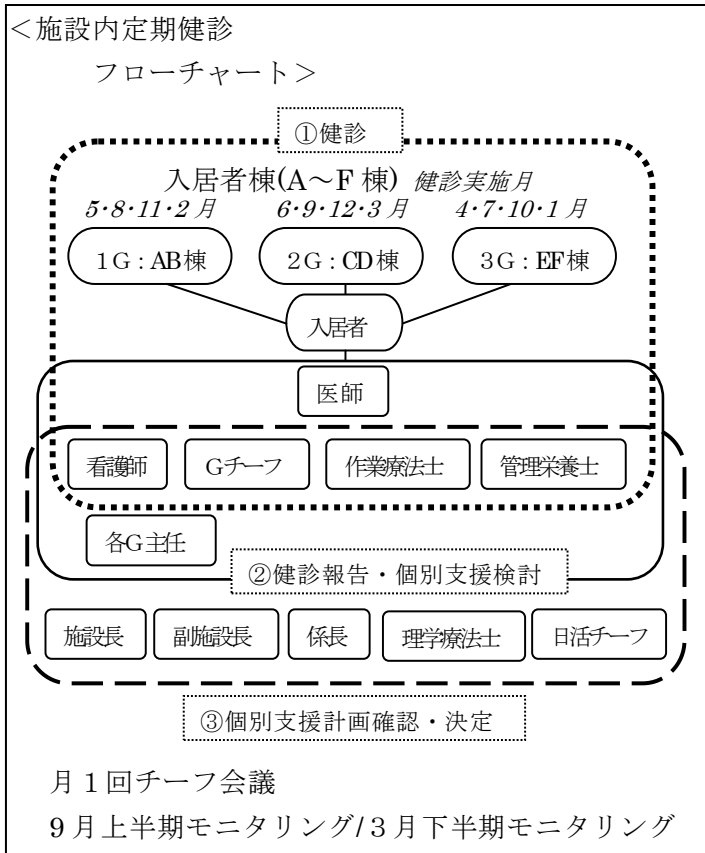 ＜施設内定期健診
フローチャート＞
①健診
入居者棟(A～F 棟) 健診実施月
5・8・11・2 月 6・9・12・3 月 4・7・10・1 月
1G：AB棟 2G：CD棟 3G：EF棟
入居者
医師
看護師 Gチーフ 作業療法士 管理栄養士
各G主任
②健診報告・個別支援検討
施設長 副施設長 係長 理学療法士 日活チーフ
③個別支援計画確認・決定
月１回チーフ会議
9月上半期モニタリング/３月下半期モニタリング